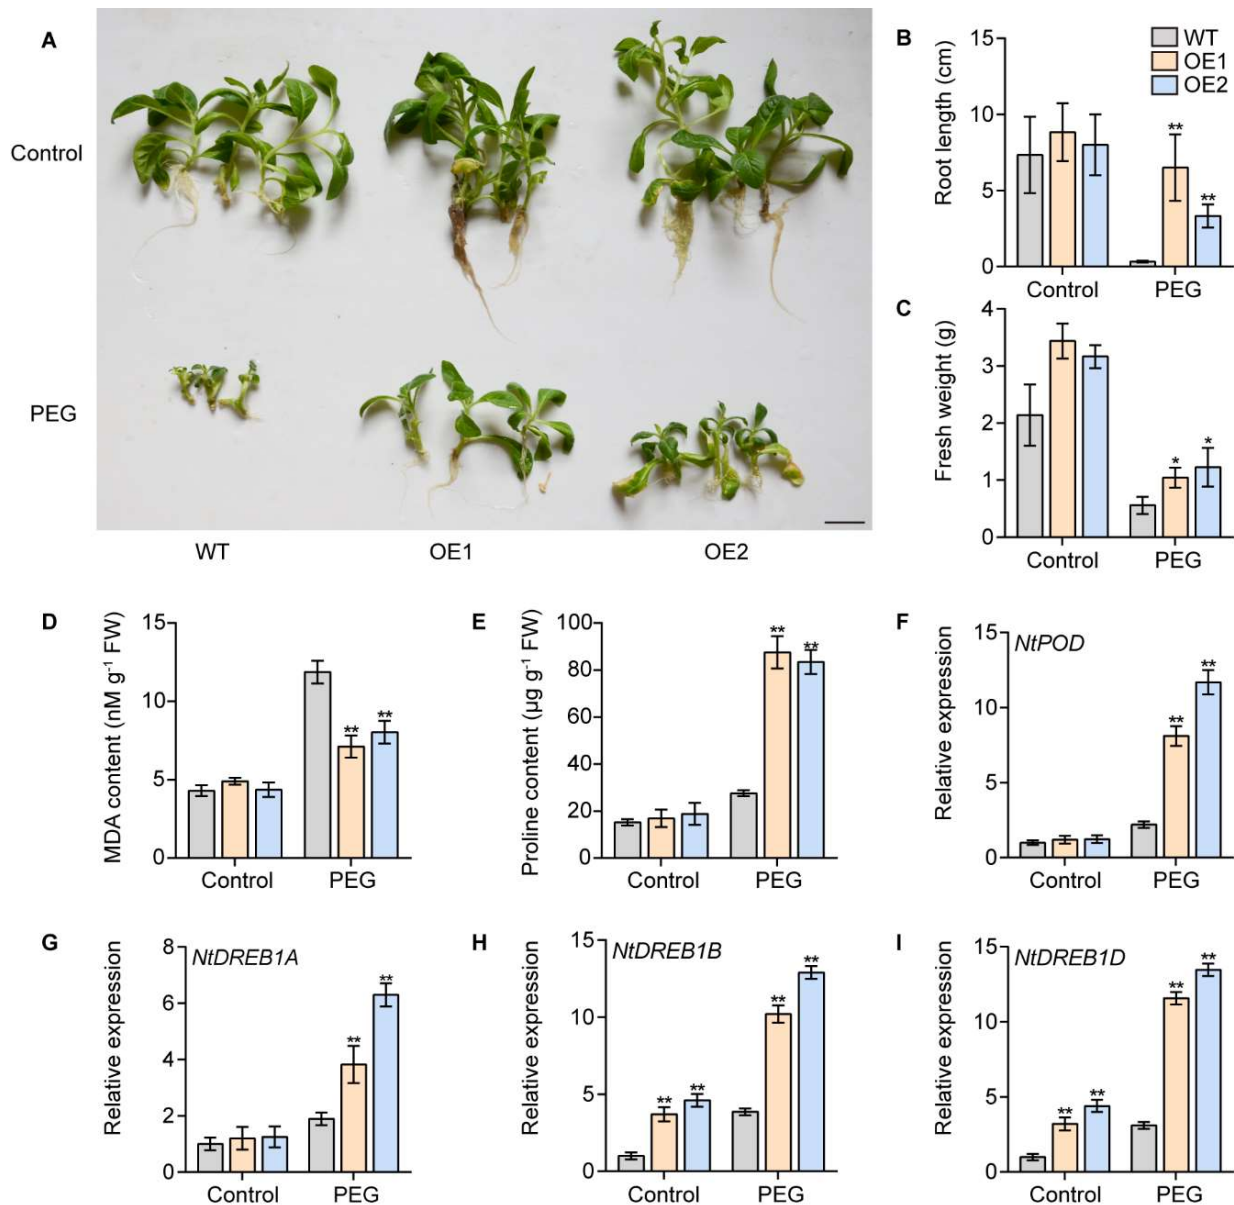 A
Control
PEG
WT
OE1
OE2
B
Root length (cm)
15
10
5
0
**
**
WT
OE1
OE2
Control
PEG
C
Fresh weight (g)
4
3
2
1
0
*
*
Control
PEG
D
MDA content (nM g⁻¹ FW)
15
10
5
0
**
**
Control
PEG
E
Proline content (µg g⁻¹ FW)
100
80
60
40
20
0
**
**
Control
PEG
F
NtPOD
Relative expression
15
10
5
0
**
**
Control
PEG
G
NtDREB1A
Relative expression
8
6
4
2
0
**
**
Control
PEG
H
NtDREB1B
Relative expression
15
10
5
0
**
**
**
**
Control
PEG
I
NtDREB1D
Relative expression
15
10
5
0
**
**
**
**
Control
PEG